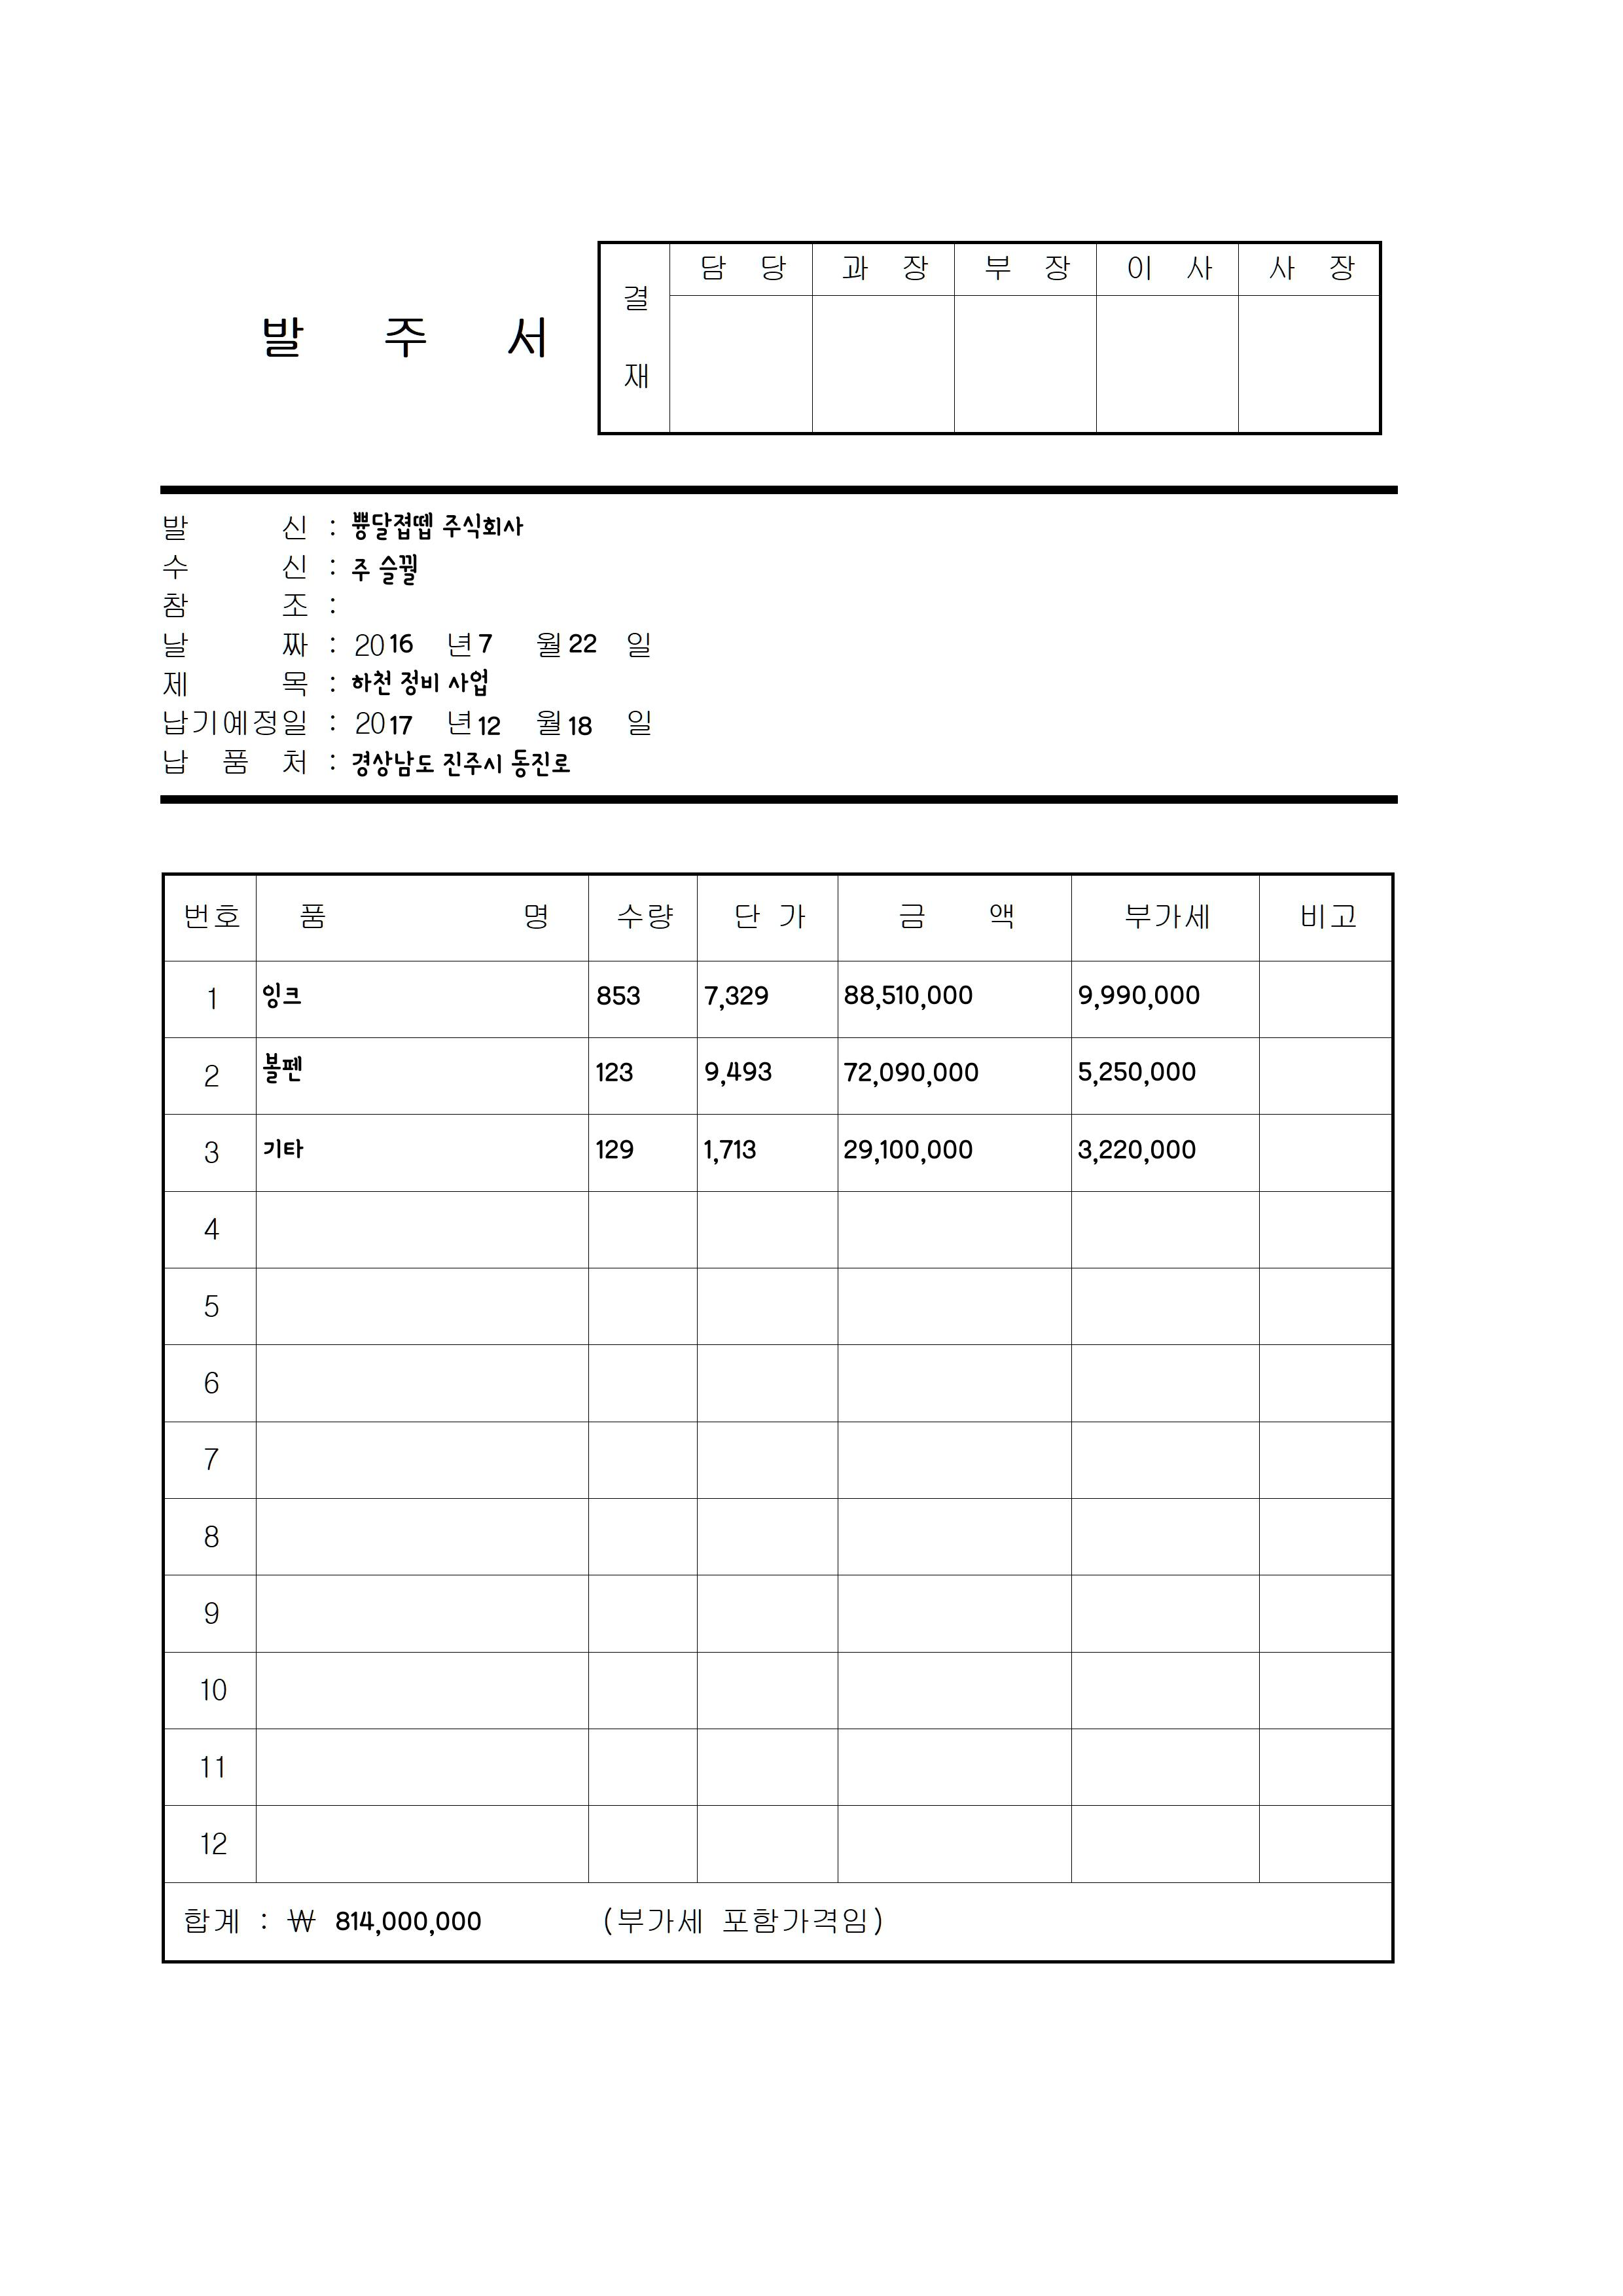 발 주 서
결 재
담 당 과 장 부 장 이 사 사 장
발 신 : 쁑달졉뗍 주식회사
수 신 : 주 슬뀔
참 조 :
날 짜 : 2016 년 7 월 22 일
제 목 : 하천 정비 사업
납기예정일 : 2017 년 12 월 18 일
납 품 처 : 경상남도 진주시 동진로
번호 품 명 수량 단 가 금 액 부가세 비고
1 잉크 853 7,329 88,510,000 9,990,000
2 볼펜 123 9,493 72,090,000 5,250,000
3 기타 129 1,713 29,100,000 3,220,000
4
5
6
7
8
9
10
11
12
합계 : ₩ 814,000,000 (부가세 포함가격임)